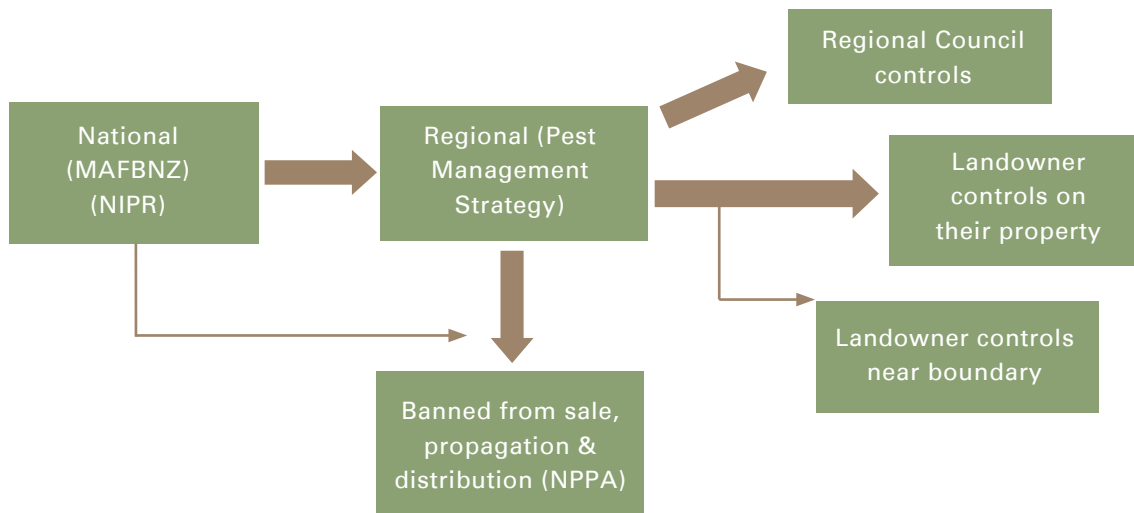 National
(MAFBNZ)
(NIPR)
Regional (Pest
Management
Strategy)
Regional Council
controls
Landowner
controls on
their property
Landowner controls
near boundary
Banned from sale,
propagation &
distribution (NPPA)